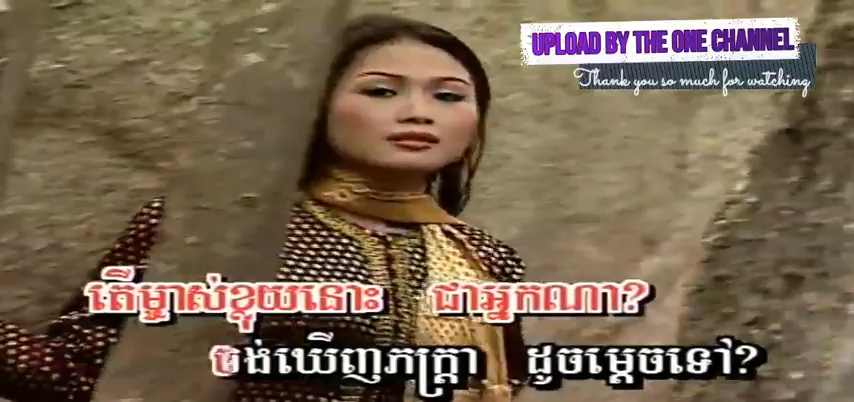 UPLOAD BY THE ONE CHANNEL
Thank you so much for watching
តើម្ចាស់ខ្លុយនោះ ជាអ្នកណា?
ចង់ឃើញភក្ត្រា ដូចម្ដេចទៅ?